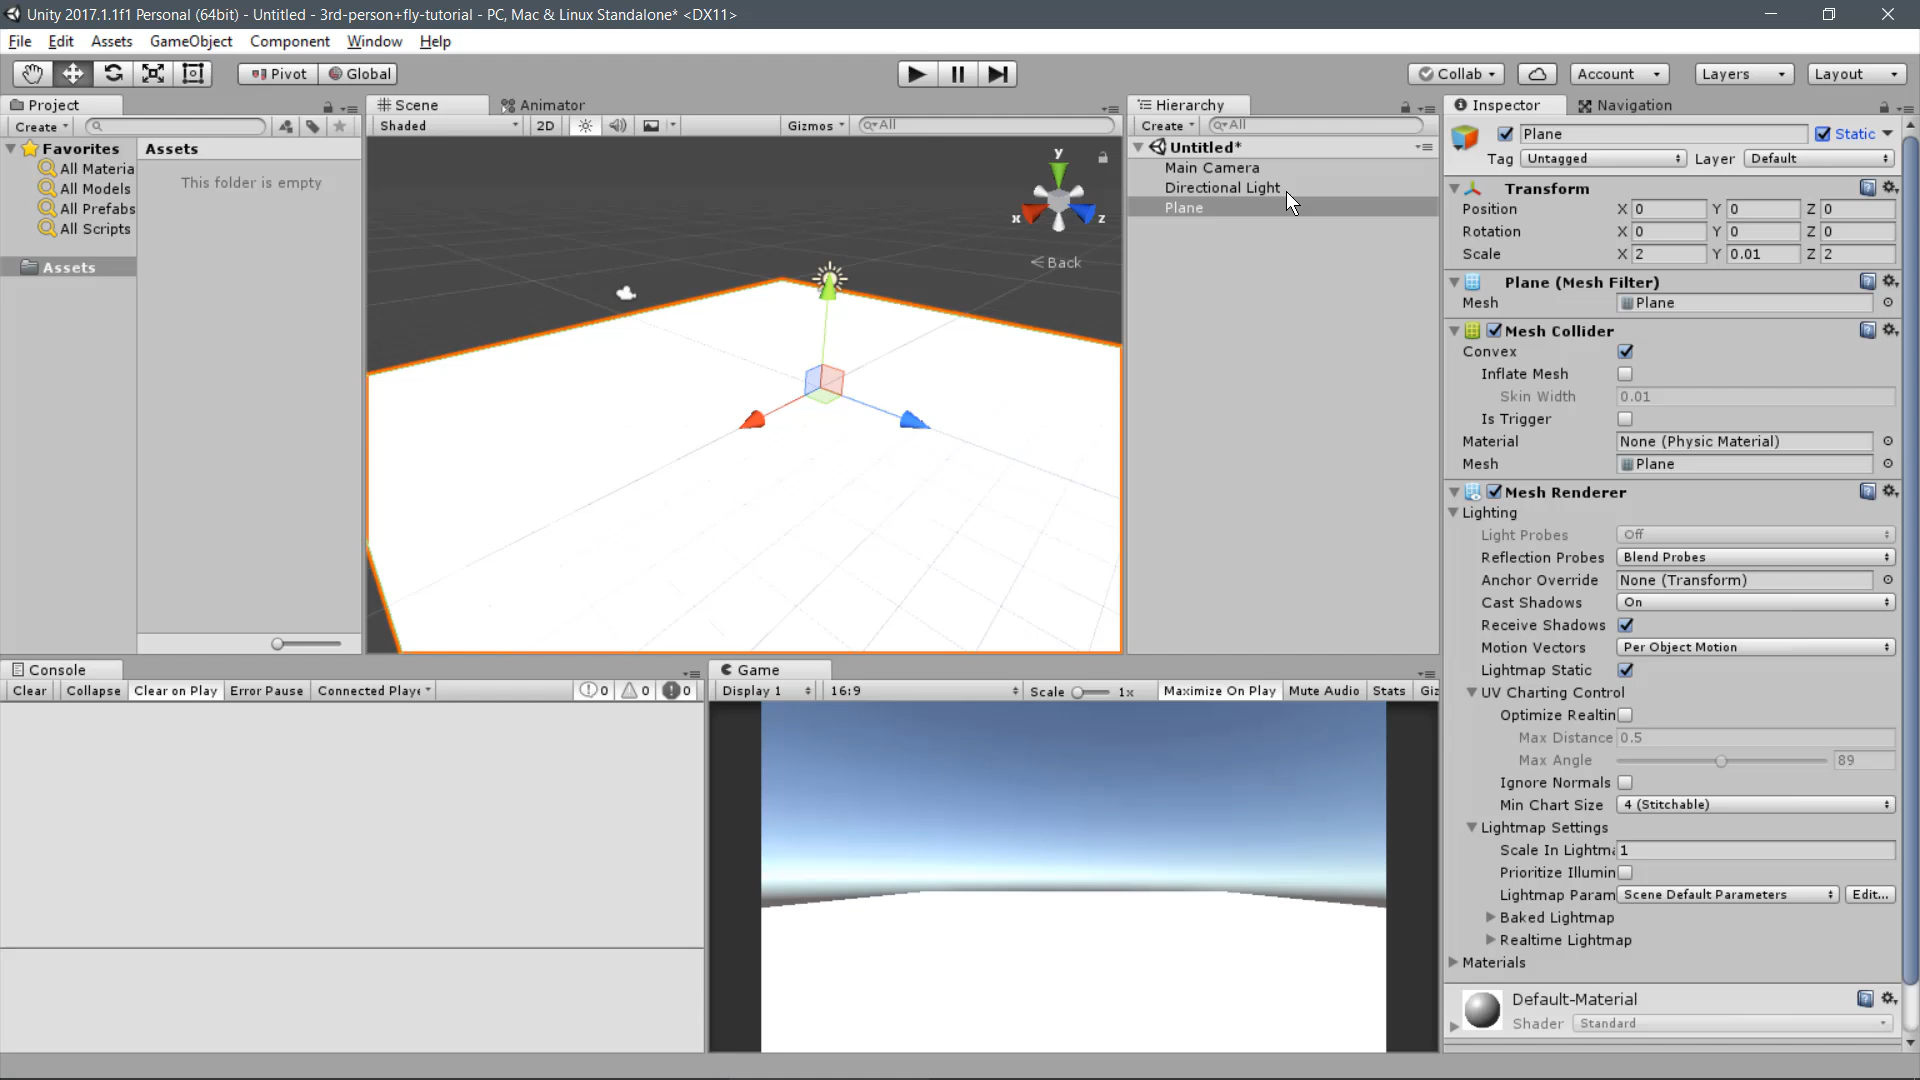 Unity 2017.1.1f1 Personal (64bit) - Untitled - 3rd-person+fly-tutorial - PC, Mac & Linux Standalone* <DX11>
File Edit Assets GameObject Component Window Help
Pivot Global Collab Account Layers Layout
Project
Create
Favorites
All Materia
All Models
All Prefabs
All Scripts
Assets
Assets
This folder is empty
Scene Animator
Shaded 2D Gizmos All
y
x z
Back
Hierarchy
Create All
Untitled*
Main Camera
Directional Light
Plane
Inspector Navigation
Plane Static
Tag Untagged Layer Default
Transform
Position X 0 Y 0 Z 0
Rotation X 0 Y 0 Z 0
Scale X 2 Y 0.01 Z 2
Plane (Mesh Filter)
Mesh Plane
Mesh Collider
Convex
Inflate Mesh
Skin Width 0.01
Is Trigger
Material None (Physic Material)
Mesh Plane
Mesh Renderer
Lighting
Light Probes Off
Reflection Probes Blend Probes
Anchor Override None (Transform)
Cast Shadows On
Receive Shadows
Motion Vectors Per Object Motion
Lightmap Static
UV Charting Control
Optimize Realtin
Max Distance 0.5
Max Angle 89
Ignore Normals
Min Chart Size 4 (Stitchable)
Lightmap Settings
Scale In Lightma 1
Prioritize Illumin
Lightmap Param Scene Default Parameters Edit...
Baked Lightmap
Realtime Lightmap
Materials
Default-Material
Shader Standard
Console
Clear Collapse Clear on Play Error Pause Connected Playe 0 0 0
Game
Display 1 16:9 Scale 1x Maximize On Play Mute Audio Stats Giz